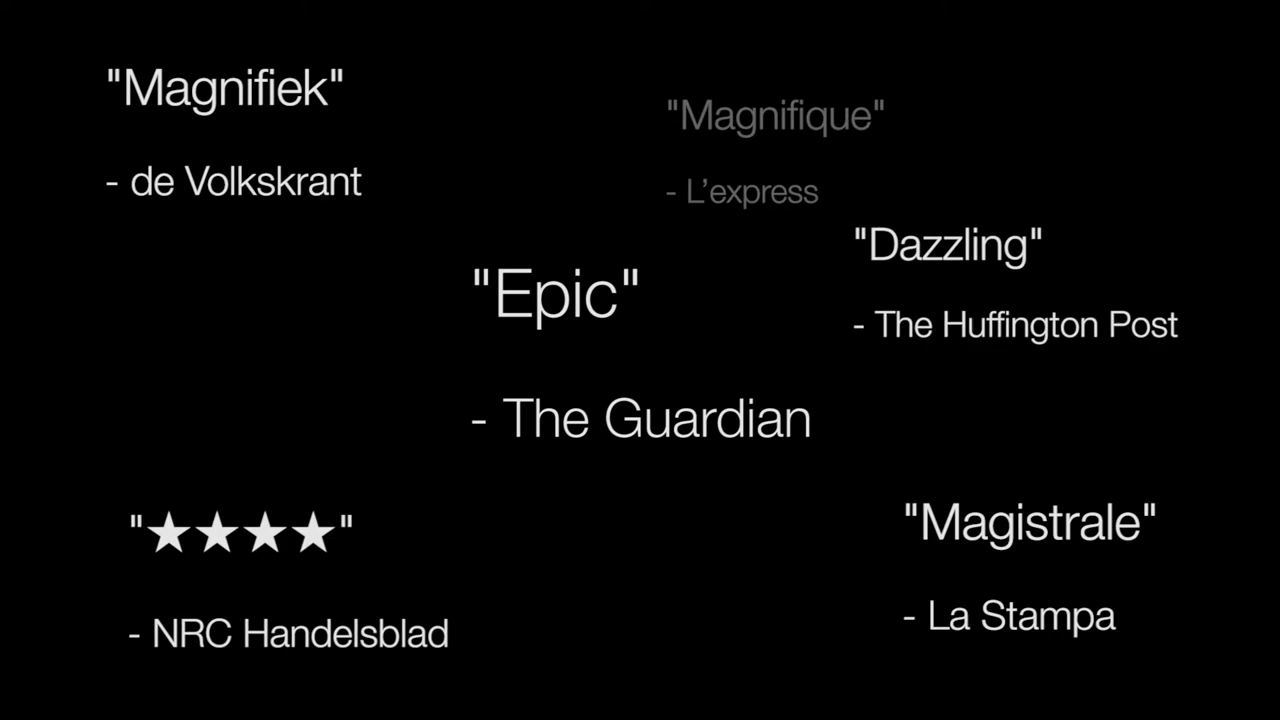 "Magnifiek"
- de Volkskrant
"Magnifique"
- L’express
"Dazzling"
- The Huffington Post
"Epic"
- The Guardian
"★★★★"
- NRC Handelsblad
"Magistrale"
- La Stampa